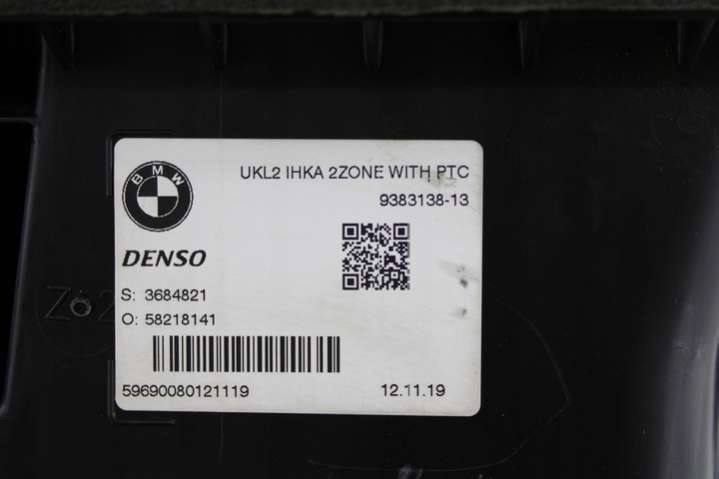 BMW
UKL2 IHKA 2ZONE WITH PTC
9383138-13
DENSO
S: 3684821
O: 58218141
59690080121119
12.11.19